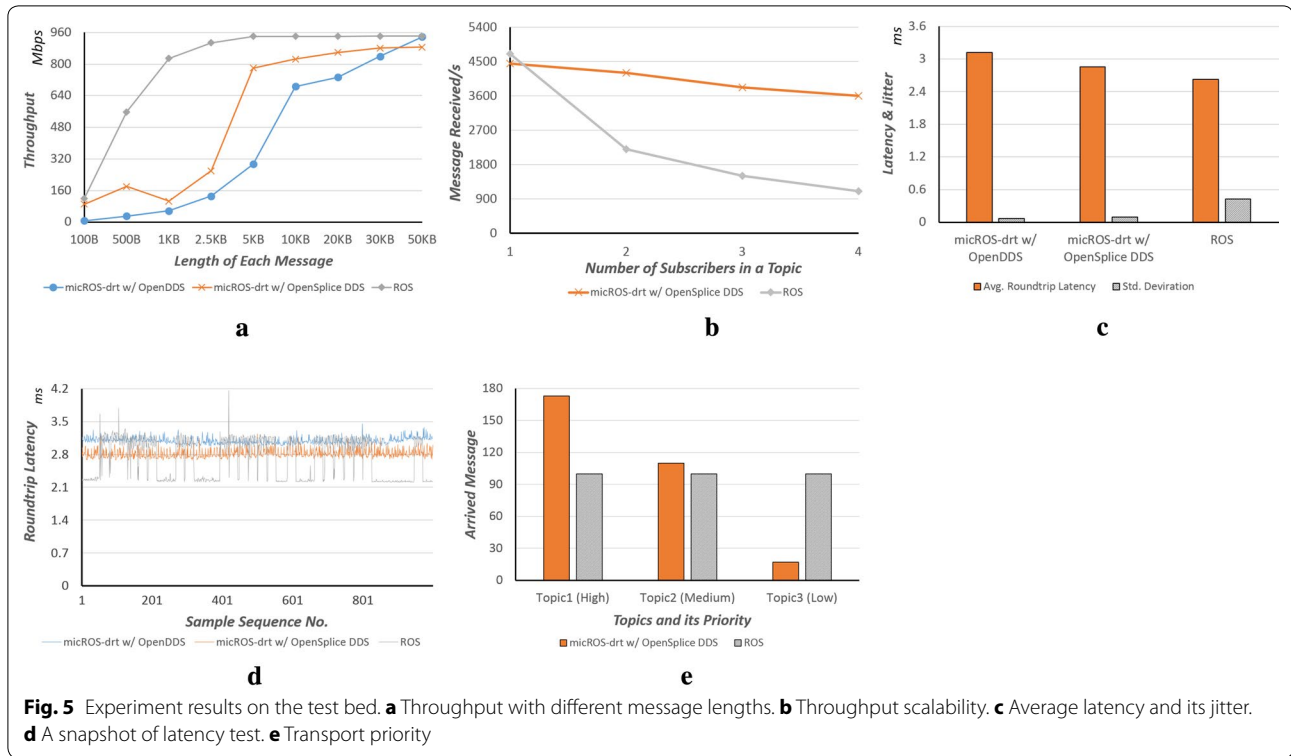 Mbps
Throughput
960
800
640
480
320
160
0
100B 500B 1KB 2.5KB 5KB 10KB 20KB 30KB 50KB
Length of Each Message
micROS-drt w/ OpenDDS micROS-drt w/ OpenSplice DDS ROS
a
Message Received/s
5400
4500
3600
2700
1800
900
0
1 2 3 4
Number of Subscribers in a Topic
micROS-drt w/ OpenSplice DDS ROS
b
ms
Latency & Jitter
3.6
3
2.4
1.8
1.2
0.6
0
micROS-drt w/ OpenDDS
micROS-drt w/ OpenSplice DDS
ROS
Avg. Roundtrip Latency Std. Deviration
c
ms
Roundtrip Latency
4.2
3.5
2.8
2.1
1.4
0.7
0
1 201 401 601 801
Sample Sequence No.
micROS-drt w/ OpenDDS micROS-drt w/ OpenSplice DDS ROS
d
Arrived Message
180
150
120
90
60
30
0
Topic1 (High) Topic2 (Medium) Topic3 (Low)
Topics and its Priority
micROS-drt w/ OpenSplice DDS ROS
e
Fig. 5 Experiment results on the test bed. a Throughput with different message lengths. b Throughput scalability. c Average latency and its jitter.
d A snapshot of latency test. e Transport priority